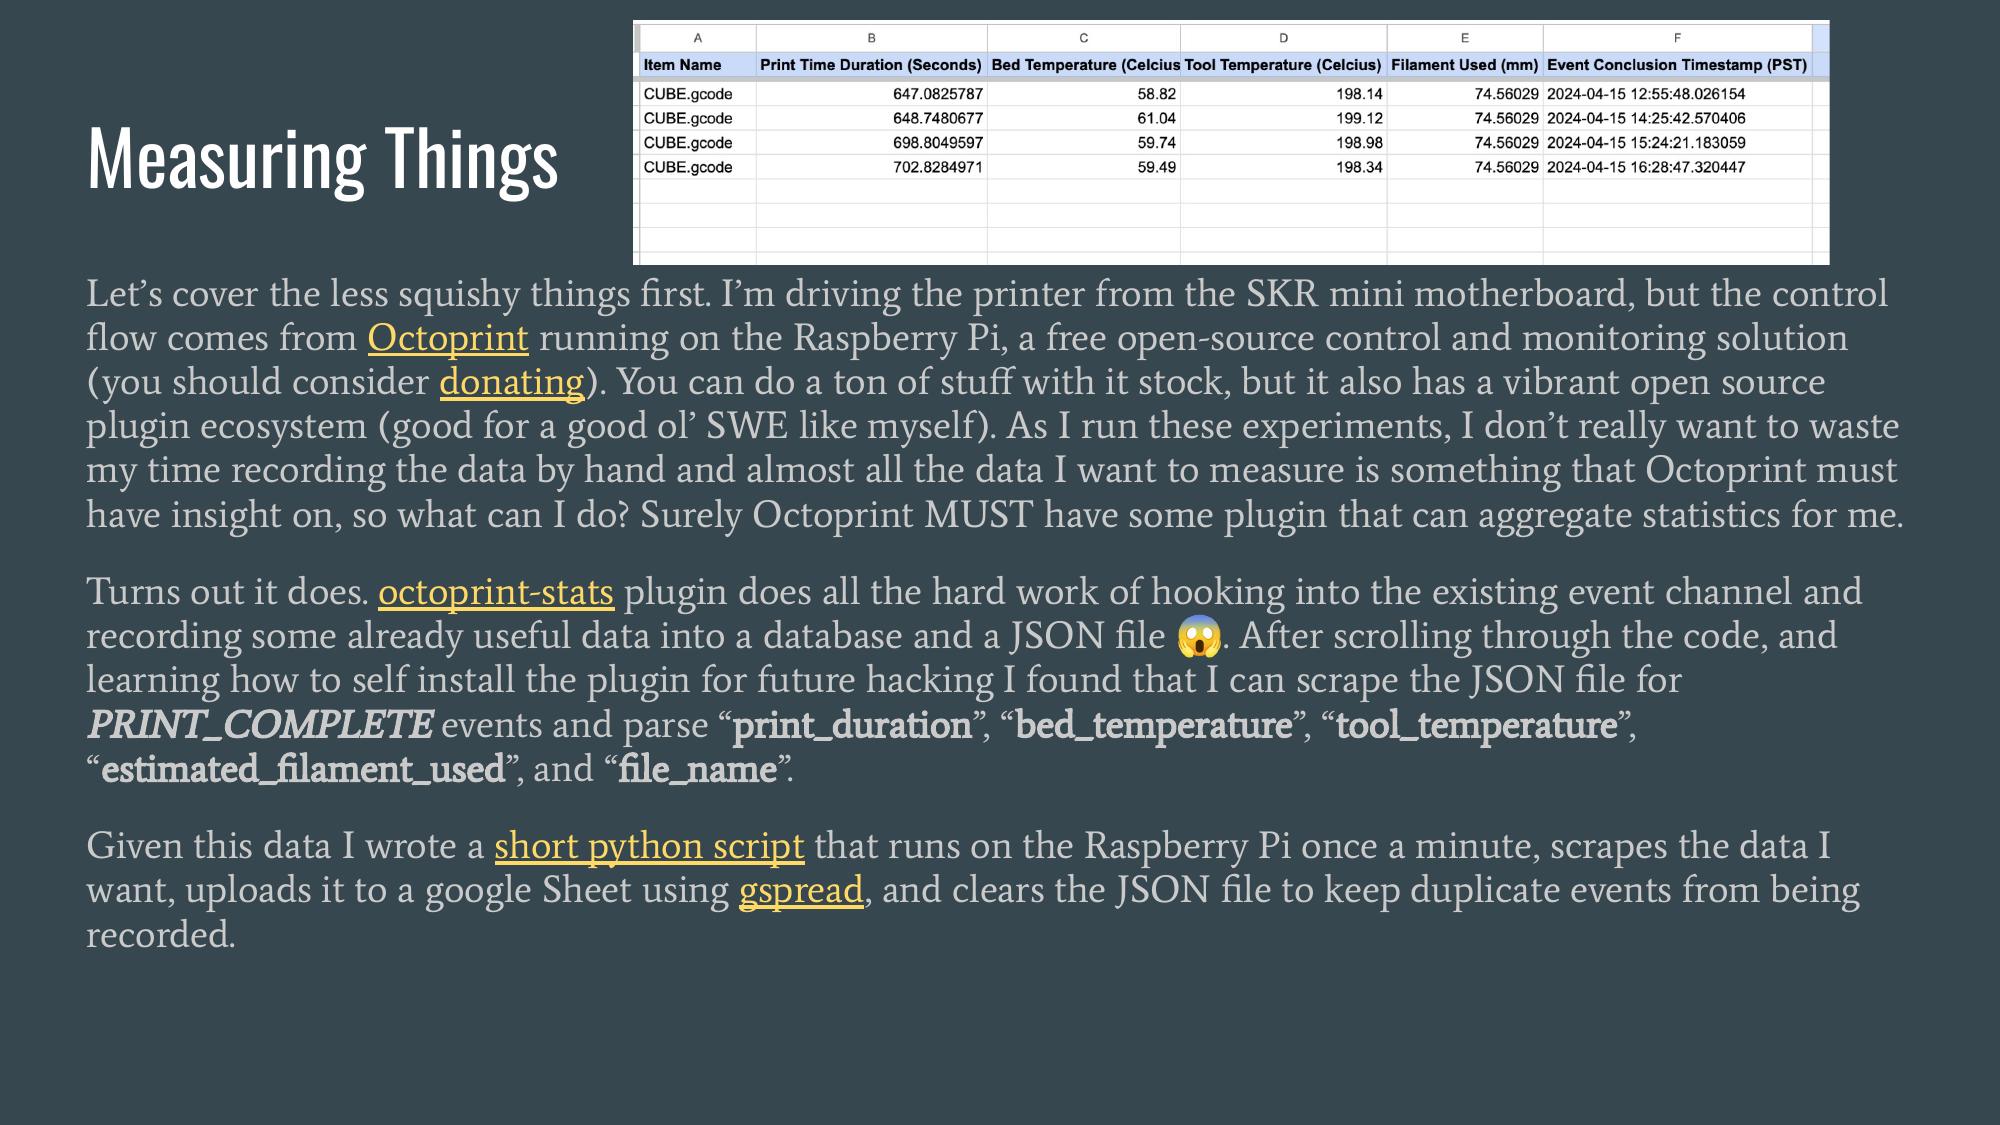 Measuring Things
A B C D E F
Item Name Print Time Duration (Seconds) Bed Temperature (Celcius Tool Temperature (Celcius) Filament Used (mm) Event Conclusion Timestamp (PST)
CUBE.gcode 647.0825787 58.82 198.14 74.56029 2024-04-15 12:55:48.026154
CUBE.gcode 648.7480677 61.04 199.12 74.56029 2024-04-15 14:25:42.570406
CUBE.gcode 698.8049597 59.74 198.98 74.56029 2024-04-15 15:24:21.183059
CUBE.gcode 702.8284971 59.49 198.34 74.56029 2024-04-15 16:28:47.320447
Let’s cover the less squishy things first. I’m driving the printer from the SKR mini motherboard, but the control
flow comes from Octoprint running on the Raspberry Pi, a free open-source control and monitoring solution
(you should consider donating). You can do a ton of stuff with it stock, but it also has a vibrant open source
plugin ecosystem (good for a good ol’ SWE like myself). As I run these experiments, I don’t really want to waste
my time recording the data by hand and almost all the data I want to measure is something that Octoprint must
have insight on, so what can I do? Surely Octoprint MUST have some plugin that can aggregate statistics for me.
Turns out it does. octoprint-stats plugin does all the hard work of hooking into the existing event channel and
recording some already useful data into a database and a JSON file 😱. After scrolling through the code, and
learning how to self install the plugin for future hacking I found that I can scrape the JSON file for
PRINT_COMPLETE events and parse “print_duration”, “bed_temperature”, “tool_temperature”,
“estimated_filament_used”, and “file_name”.
Given this data I wrote a short python script that runs on the Raspberry Pi once a minute, scrapes the data I
want, uploads it to a google Sheet using gspread, and clears the JSON file to keep duplicate events from being
recorded.